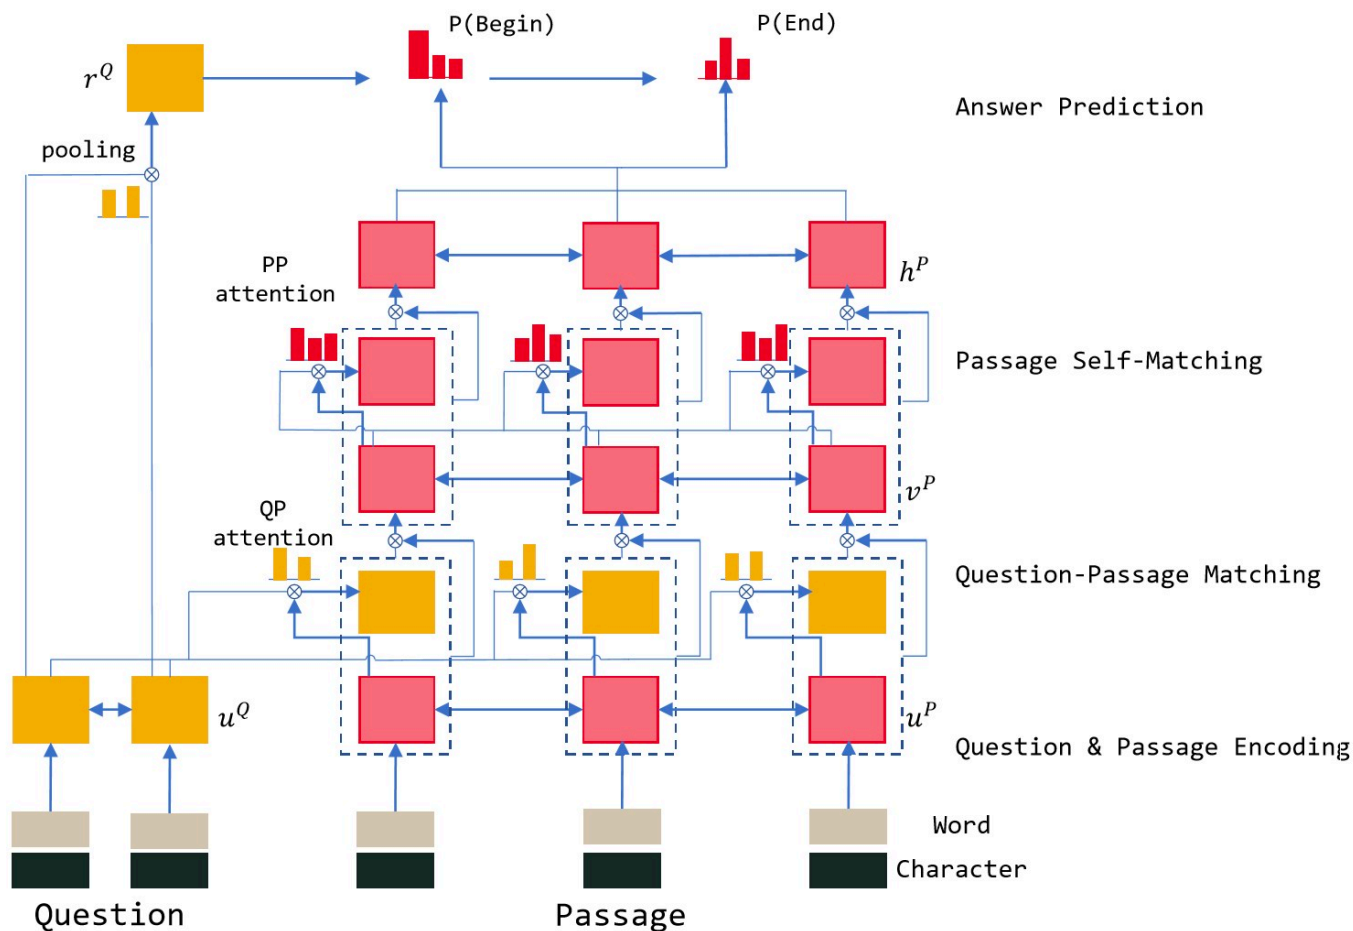 P(Begin)
P(End)
r^Q
Answer Prediction
pooling
PP
attention
h^P
Passage Self-Matching
v^P
QP
attention
Question-Passage Matching
u^Q
u^P
Question & Passage Encoding
Word
Character
Question
Passage